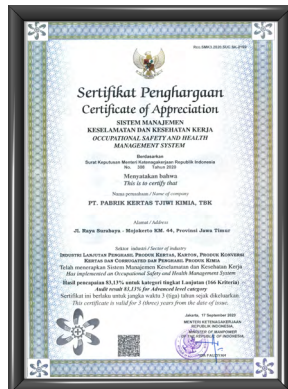 Sertifikat Penghargaan
Certificate of Appreciation
SISTEM MANAJEMEN
KESELAMATAN DAN KESEHATAN KERJA
OCCUPATIONAL SAFETY AND HEALTH
MANAGEMENT SYSTEM
Berdasarkan
Surat Keputusan Menteri Ketenagakerjaan Republik Indonesia
No. Tahun 2020
Menyatakan bahwa
This is to certify that
Nama perusahaan / Name of company
PT. PABRIK KERTAS TJIWI KIMIA, TBK
Alamat / Address
Jl. Raya Surabaya - Mojokerto KM. 44, Provinsi Jawa Timur
Sektor industri / Sector of industry
INDUSTRI LANJUTAN PENGHASIL PRODUK KERTAS, KARTON, PRODUK KONVERSI
KERTAS DAN CORRUGATED DAN PENGHASIL PRODUK KIMIA
Telah menerapkan Sistem Manajemen Keselamatan dan Kesehatan Kerja
Has implemented an Occupational Safety and Health Management System
Hasil pencapaian 83,13% untuk kategori tingkat Lanjutan (166 Kriteria)
Audit result 83,13% for Advanced level category
Sertifikat ini berlaku untuk jangka waktu 3 (tiga) tahun sejak dikeluarkan
This certificate is valid for 3 (three) years from the date of issue.
Jakarta, 17 September 2020
MENTERI KETENAGAKERJAAN
REPUBLIK INDONESIA,
MINISTER OF MANPOWER
OF THE REPUBLIC OF INDONESIA,
IDA FAUZIYAH